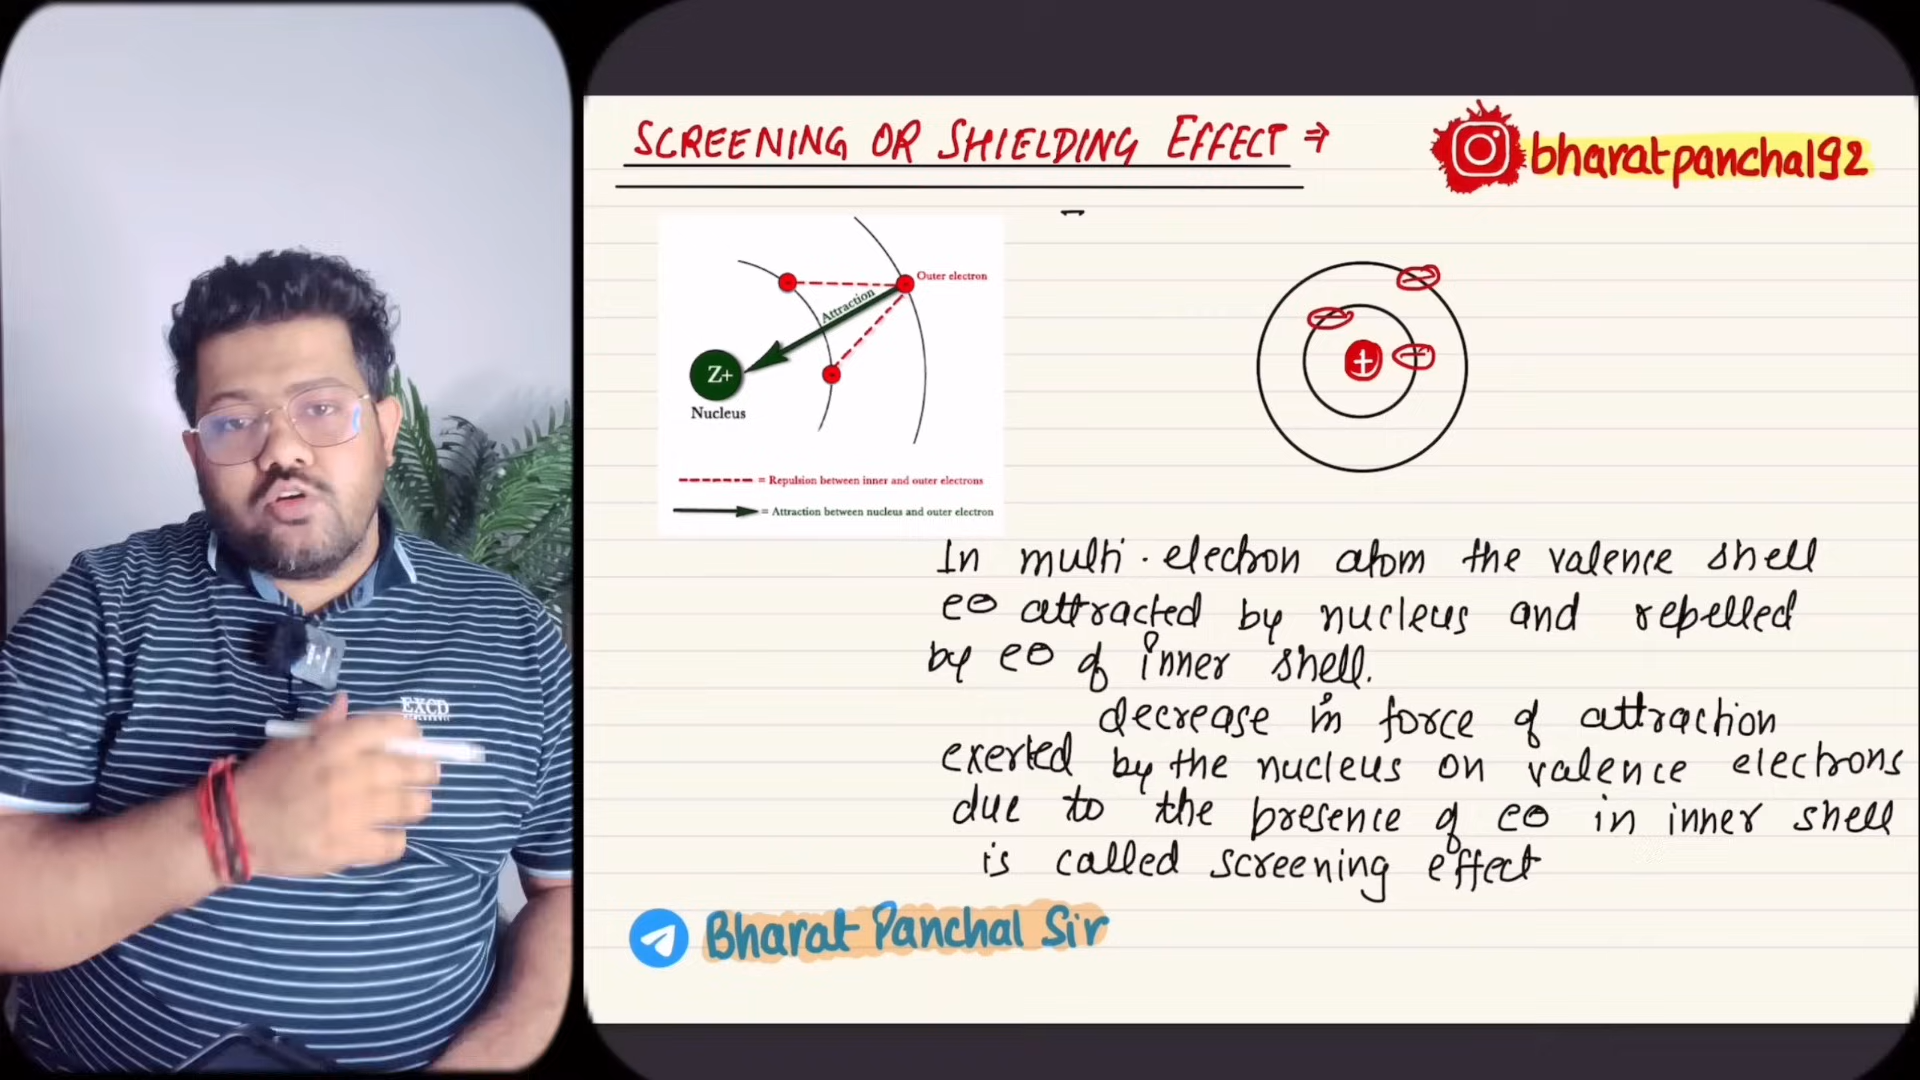 SCREENING OR SHIELDING EFFECT ⇒
bharatpanchal92
Outer electron
Attraction
Z+
Nucleus
= Repulsion between inner and outer electrons
= Attraction between nucleus and outer electron
+
In multi-electron atom the valence shell
e⊖ attracted by nucleus and repelled
by e⊖ of inner shell.
decrease in force of attraction
exerted by the nucleus on valence electrons
due to the presence of e⊖ in inner shell
is called screening effect
Bharat Panchal Sir
EXCD